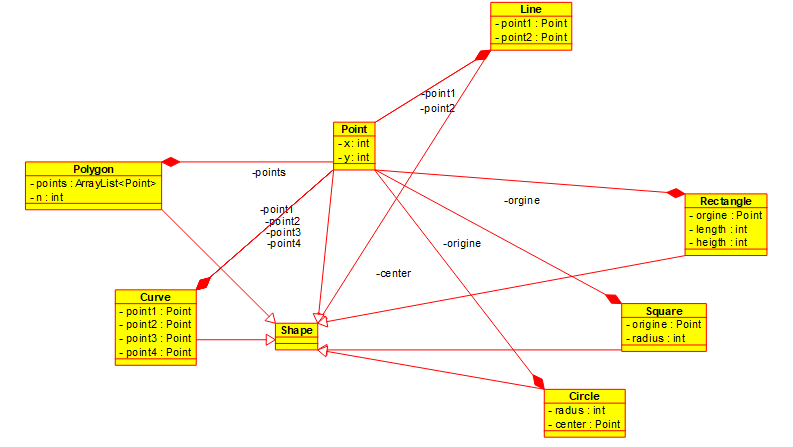 Line
- point1 : Point
- point2 : Point
-point1
-point2
Point
- x : int
- y : int
Polygon
- points : ArrayList<Point>
- n : int
-points
-point1
-point2
-point3
-point4
-orgine
-origine
-center
Rectangle
- orgine : Point
- length : int
- heigth : int
Curve
- point1 : Point
- point2 : Point
- point3 : Point
- point4 : Point
Shape
Square
- origine : Point
- radius : int
Circle
- radus : int
- center : Point